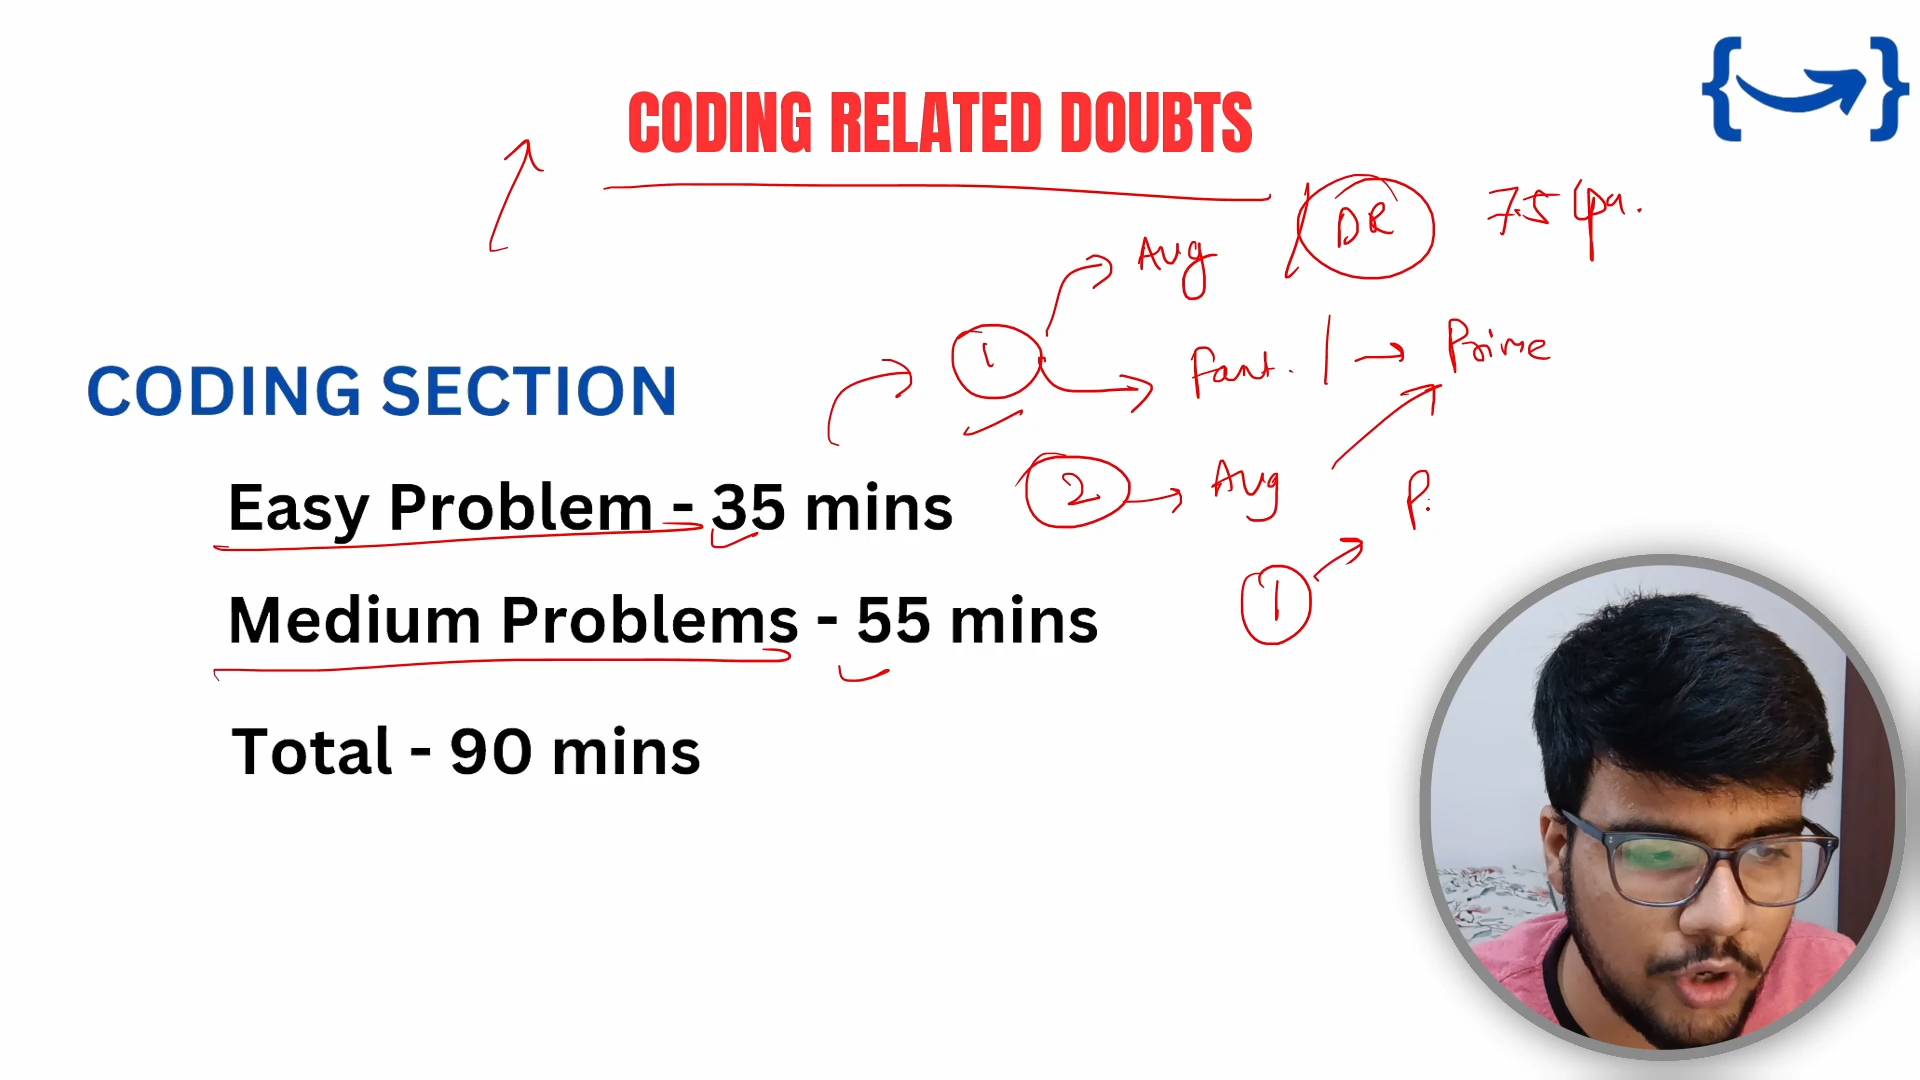 CODING RELATED DOUBTS
DR 7.5 lpa.
Avg
1
Fant. | → Prime
CODING SECTION
2 → Avg
P
Easy Problem - 35 mins
1
Medium Problems - 55 mins
Total - 90 mins